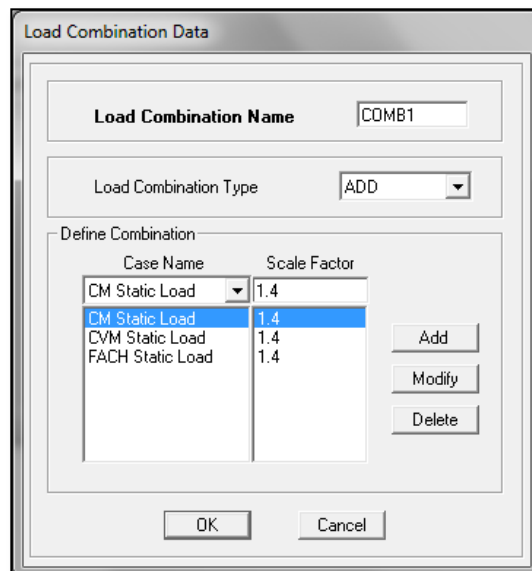 Load Combination Data
Load Combination Name COMB1
Load Combination Type ADD
Define Combination
Case Name Scale Factor
CM Static Load 1.4
CM Static Load 1.4
CVM Static Load 1.4
FACH Static Load 1.4
Add
Modify
Delete
OK Cancel